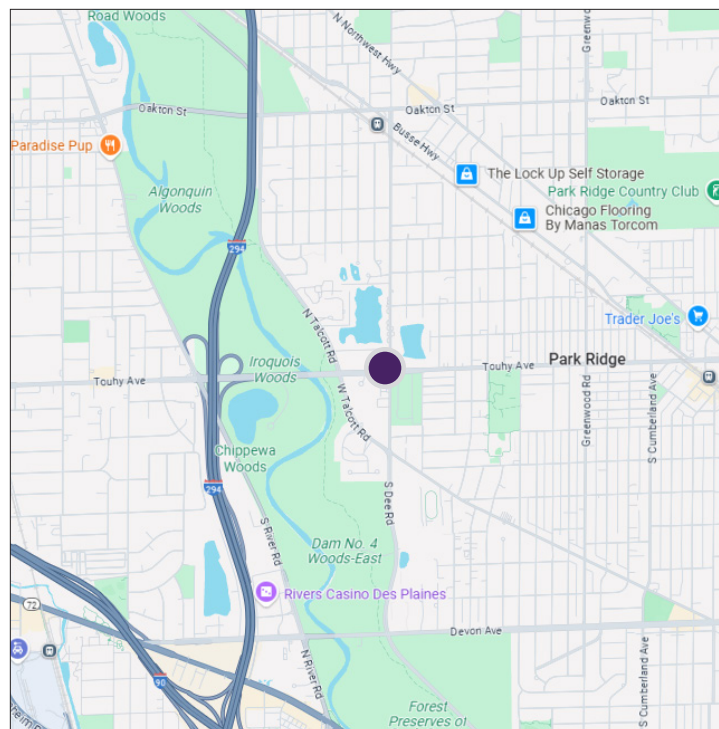 Road Woods
N Northwest Hwy
Greenwood
Oakton St
Oakton St
Busse Hwy
Paradise Pup
The Lock Up Self Storage
Algonquin
Woods
Park Ridge Country Club
Chicago Flooring
By Manas Torcom
294
N Talcott Rd
Trader Joe's
Iroquois
Woods
Park Ridge
Touhy Ave
Touhy Ave
W Talcott Rd
Greenwood Rd
S Cumberland Ave
Chippewa
Woods
294
S Dee Rd
S River Rd
Dam No. 4
Woods-East
Rivers Casino Des Plaines
72
Devon Ave
N River Rd
S Cumberland Ave
90
Forest
Preserves of